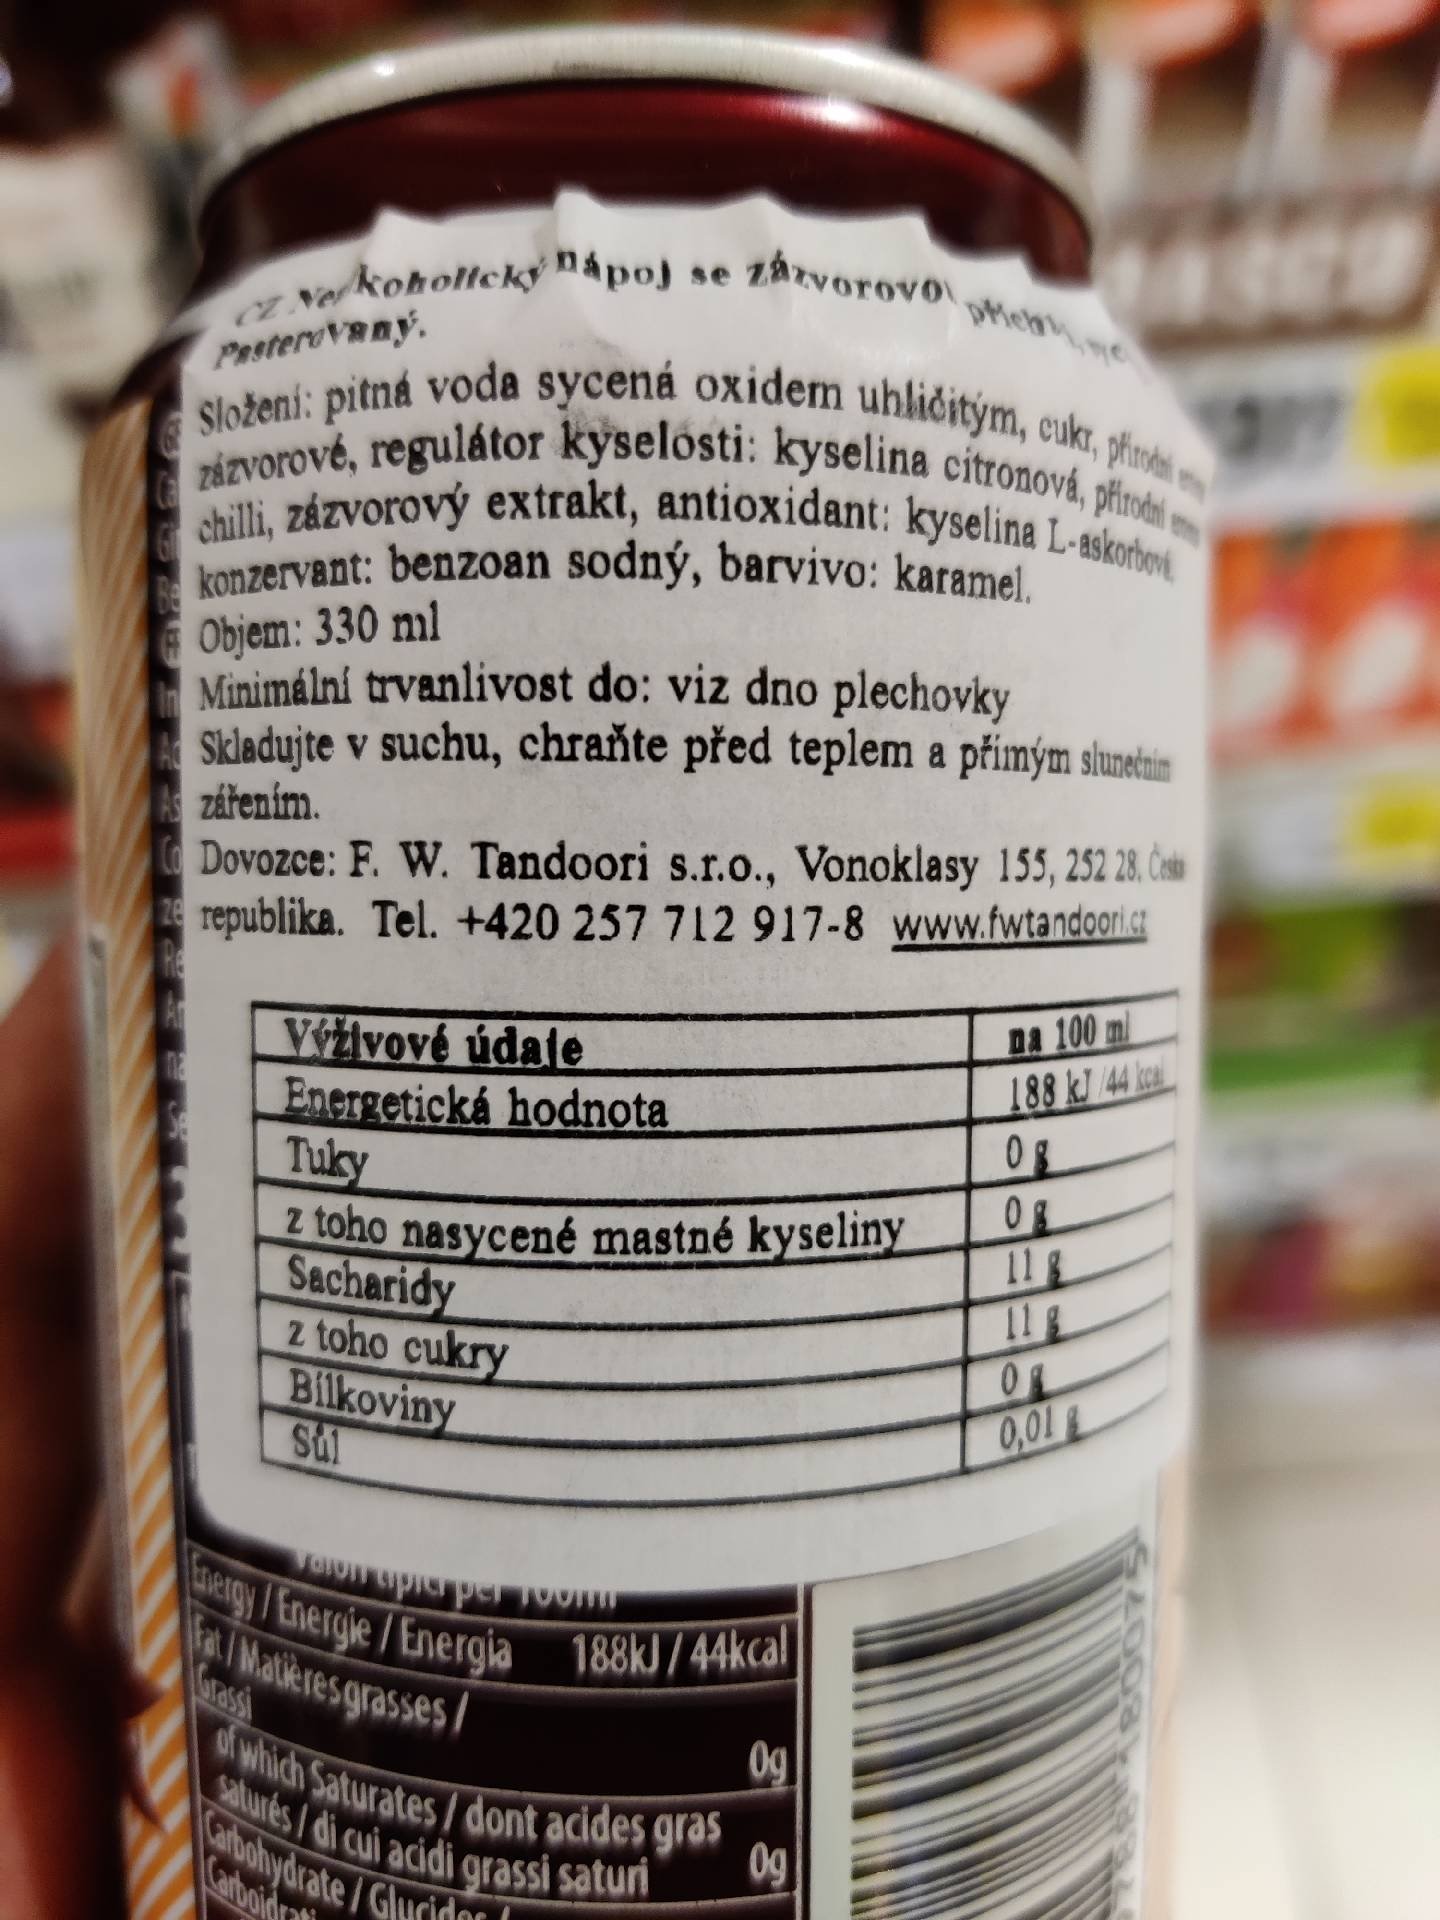 CZ nápoj se zázvorovou
Pasterovaný.
Složení: pitná voda sycená oxidem uhličitým, cukr, přírodní
zázvorové, regulátor kyselosti: kyselina citronová, přírodní
chilli, zázvorový extrakt, antioxidant: kyselina L-askorbová,
konzervant: benzoan sodný, barvivo: karamel.
Objem: 330 ml
Minimální trvanlivost do: viz dno plechovky
Skladujte v suchu, chraňte před teplem a přímým slunečním
zářením.
Dovozce: F. W. Tandoori s.r.o., Vonoklasy 155, 252 28, Česká
republika. Tel. +420 257 712 917-8 www.fwtandoori.cz
Výživové údaje na 100 ml
Energetická hodnota 188 kJ /44 kcal
Tuky 0 g
z toho nasycené mastné kyseliny 0 g
Sacharidy 11 g
z toho cukry 11 g
Bílkoviny 0 g
Sůl 0,01 g
Valori tipici per 100ml
Energy / Energie / Energia 188kJ / 44kcal
Fat / Matières grasses /
Grassi 0g
of which Saturates / dont acides gras
saturés / di cui acidi grassi saturi 0g
Carbohydrate / Glucides /
Carboidrati